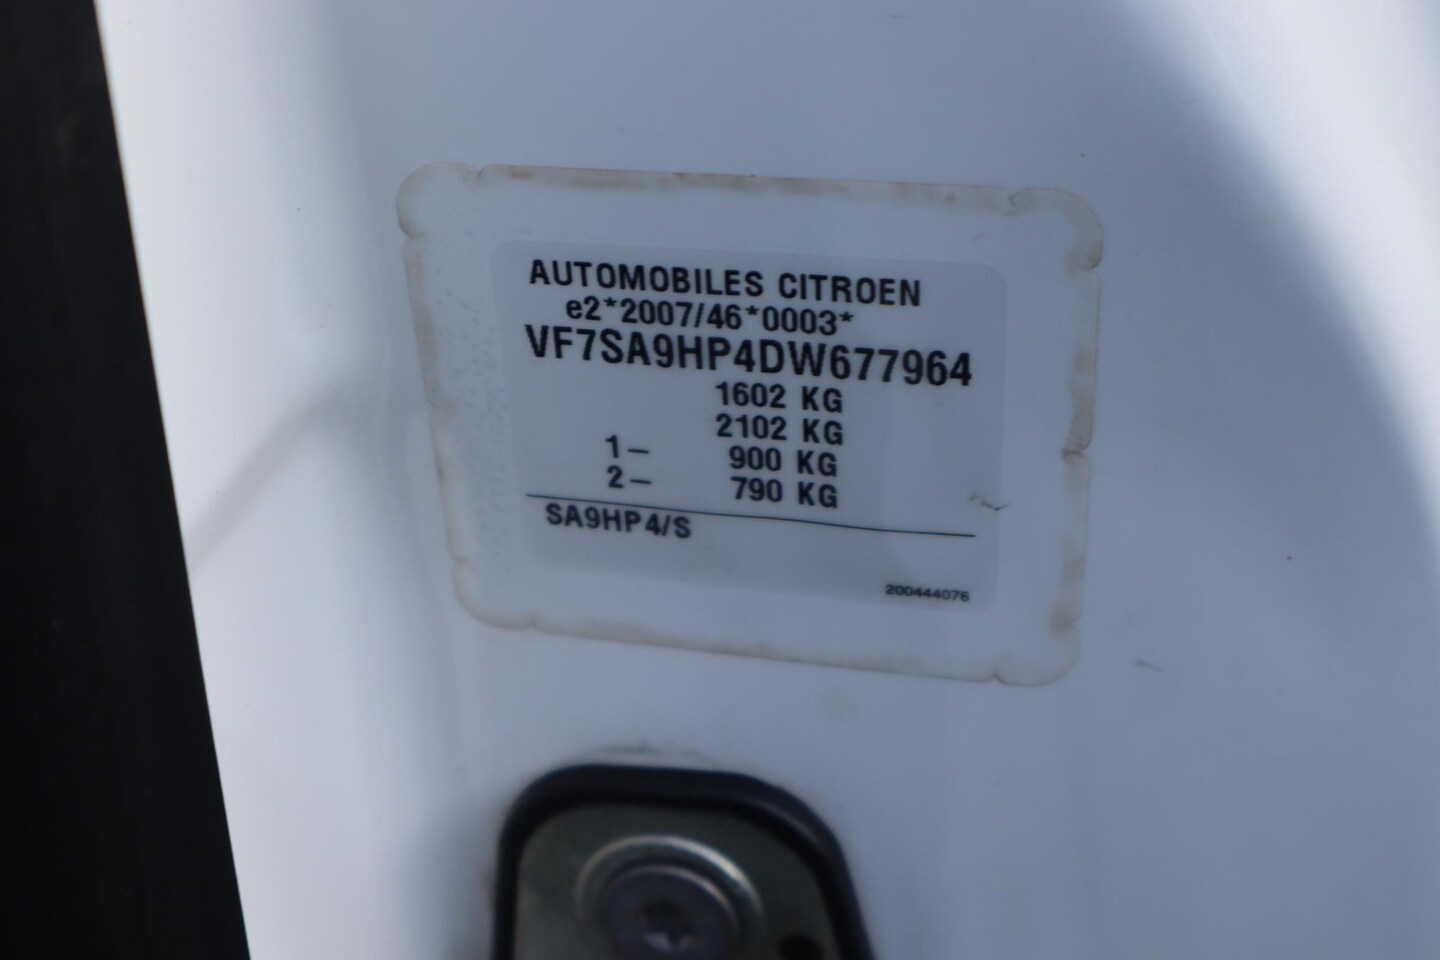 AUTOMOBILES CITROEN
e2*2007/46*0003*
VF7SA9HP4DW677964
1602 KG
2102 KG
1– 900 KG
2– 790 KG
SA9HP4/S
200444076